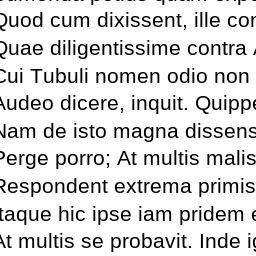 Quod cum dixissent, ille con
Quae diligentissime contra
Cui Tubuli nomen odio non
Audeo dicere, inquit. Quippe
Nam de isto magna dissens
Perge porro; At multis malis
Respondent extrema primis
Itaque hic ipse iam pridem e
At multis se probavit. Inde ig